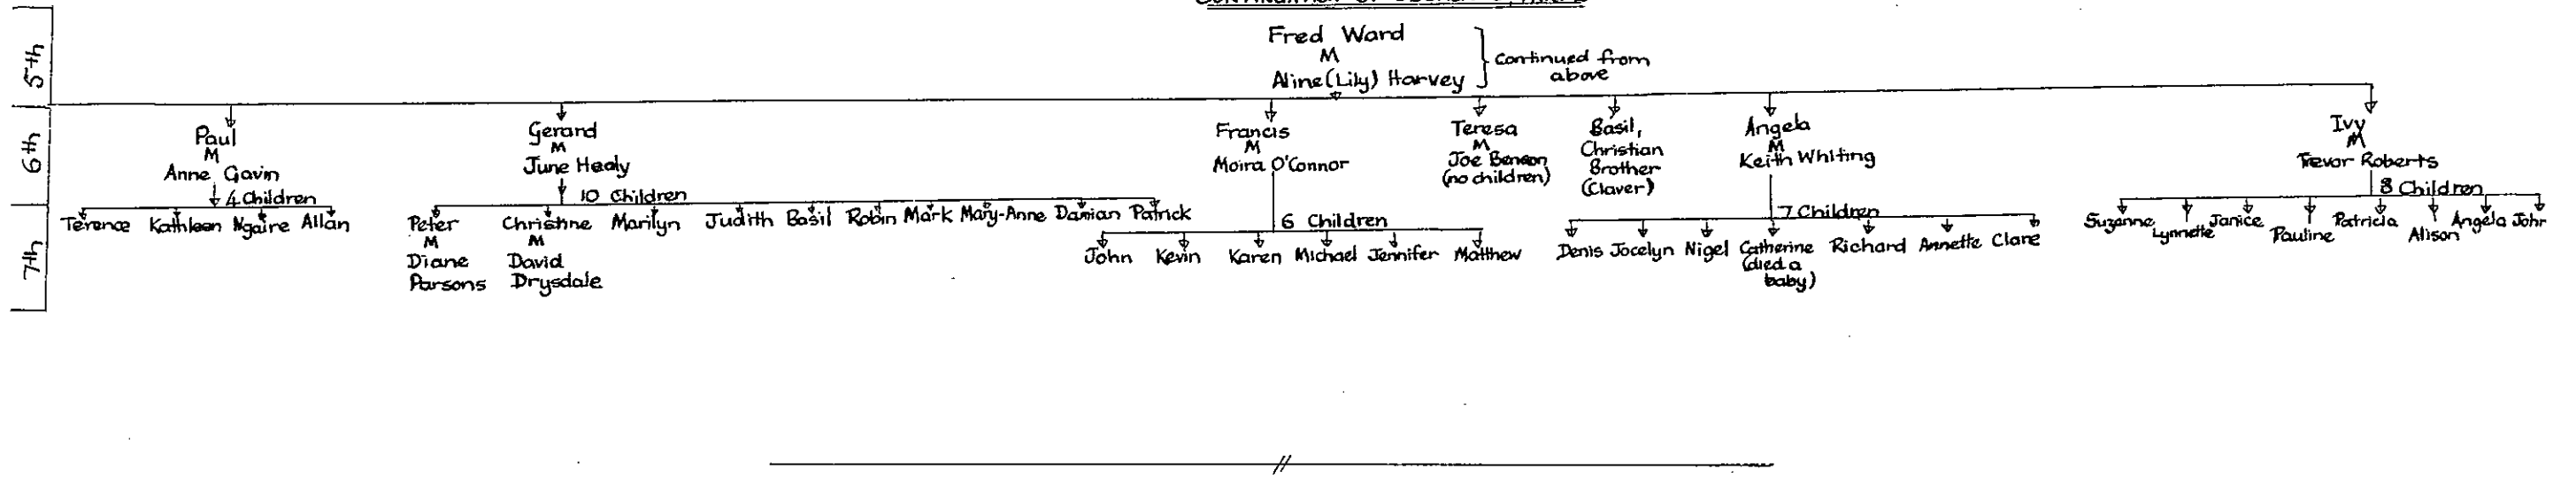 CONTINUATION OF
5th
Fred Ward
M
Aline (Lily) Harvey
Continued from
above
6th
Paul
M
Anne Gavin
4 Children
Gerard
M
June Healy
10 Children
Francis
M
Moira O'Connor
6 Children
Teresa
M
Joe Benson
(no children)
Basil,
Christian
Brother
(Claver)
Angela
M
Keith Whiting
7 Children
Ivy
M
Trevor Roberts
8 Children
7th
Terence Kathleen Ngaire Allan
Peter
M
Diane
Parsons
Christine
M
David
Drysdale
Marilyn Judith Basil Robin Mark Mary-Anne Damian Patrick
John Kevin Karen Michael Jennifer Matthew
Denis Jocelyn Nigel Catherine
(died a
baby)
Richard Annette Clare
Suzanne Lynnette Janice Pauline Patricia Alison Angela John